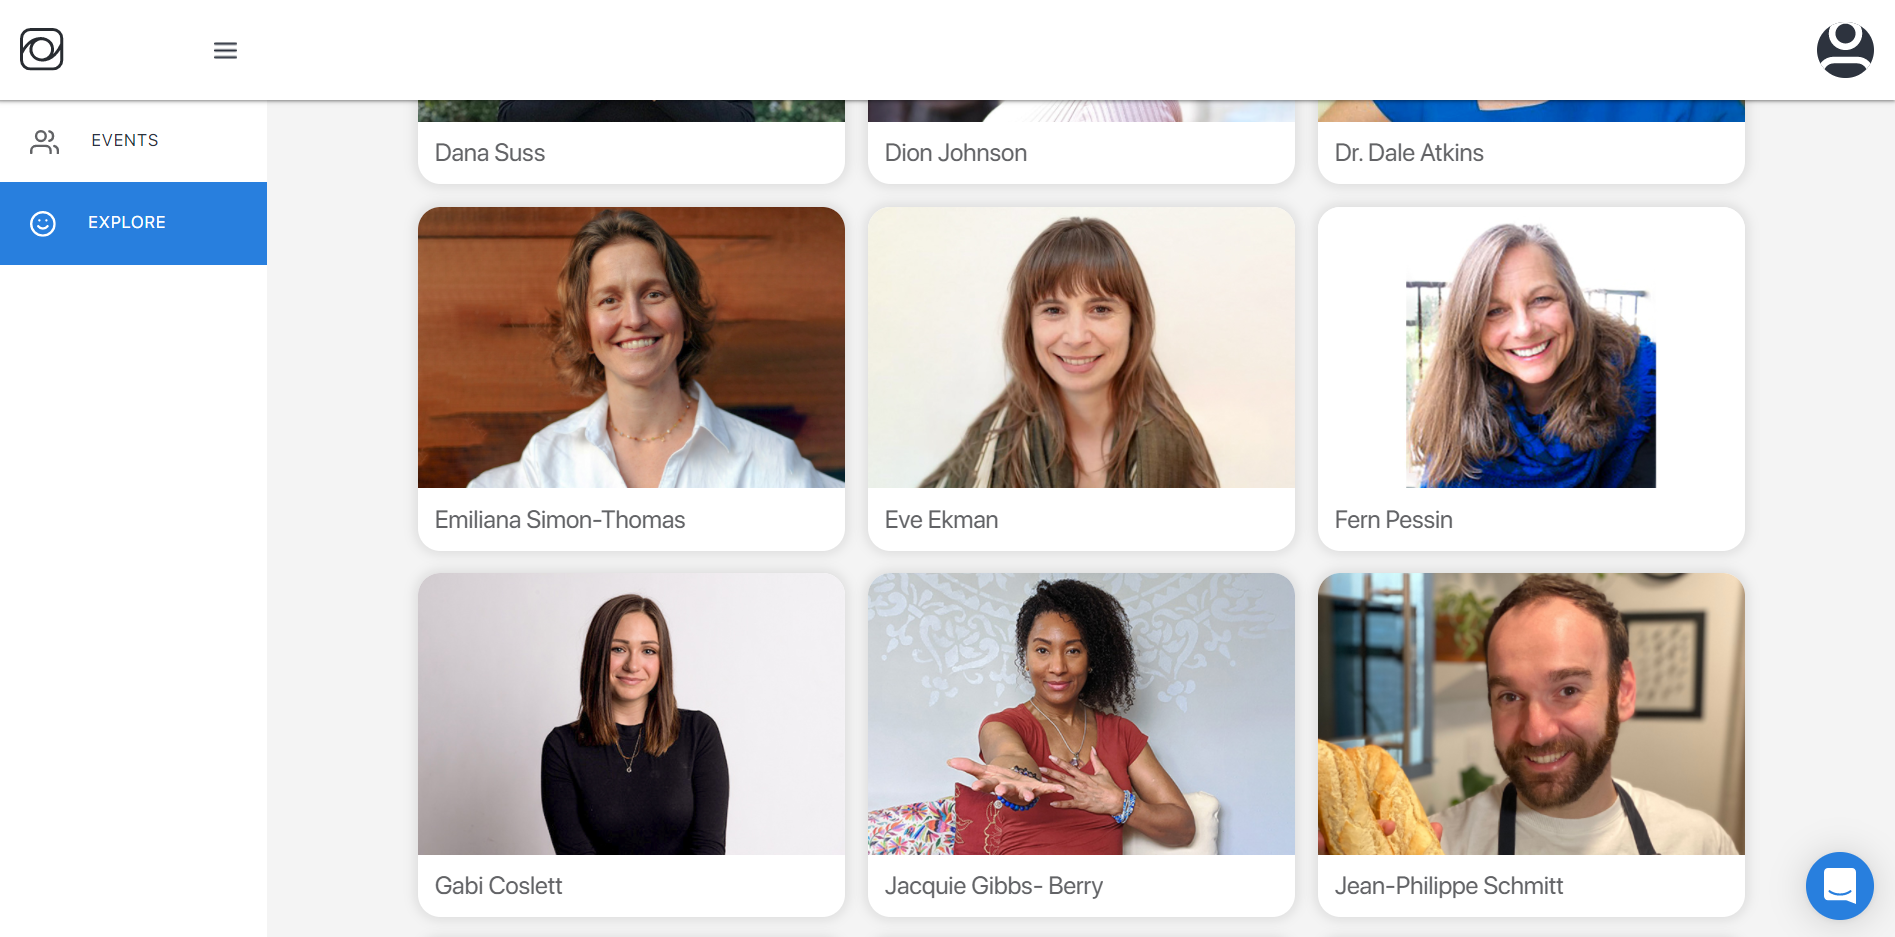 EVENTS
EXPLORE
Dana Suss
Dion Johnson
Dr. Dale Atkins
Emiliana Simon-Thomas
Eve Ekman
Fern Pessin
Gabi Coslett
Jacquie Gibbs- Berry
Jean-Philippe Schmitt